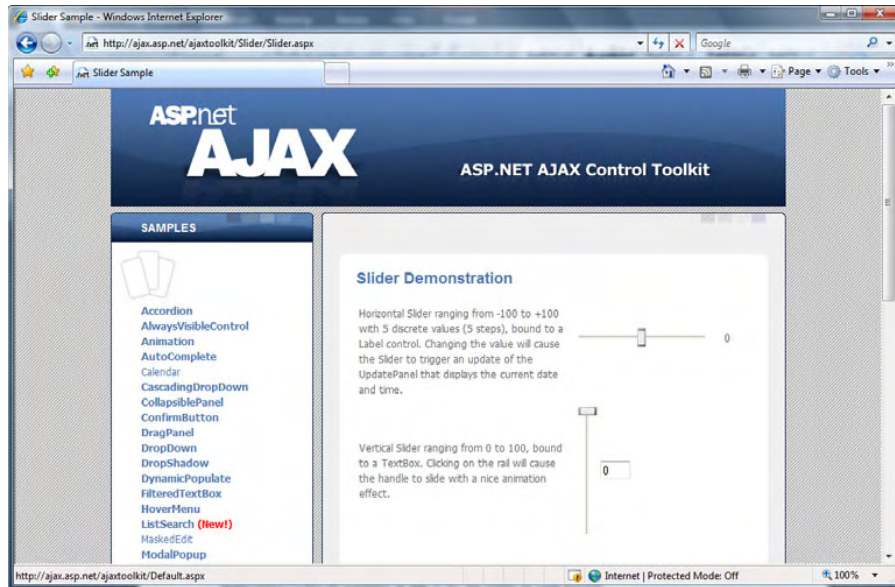 Slider Sample - Windows Internet Explorer
http://ajax.asp.net/ajaxtoolkit/Slider/Slider.aspx
Google
Slider Sample
Page
Tools
ASP.net
AJAX
ASP.NET AJAX Control Toolkit
SAMPLES
Accordion
AlwaysVisibleControl
Animation
AutoComplete
Calendar
CascadingDropDown
CollapsiblePanel
ConfirmButton
DragPanel
DropDown
DropShadow
DynamicPopulate
FilteredTextBox
HoverMenu
ListSearch (New!)
MaskedEdit
ModalPopup
Slider Demonstration
Horizontal Slider ranging from -100 to +100
with 5 discrete values (5 steps), bound to a
Label control. Changing the value will cause
the Slider to trigger an update of the
UpdatePanel that displays the current date
and time.
0
Vertical Slider ranging from 0 to 100, bound
to a TextBox. Clicking on the rail will cause
the handle to slide with a nice animation
effect.
0
http://ajax.asp.net/ajaxtoolkit/Default.aspx
Internet | Protected Mode: Off
100%